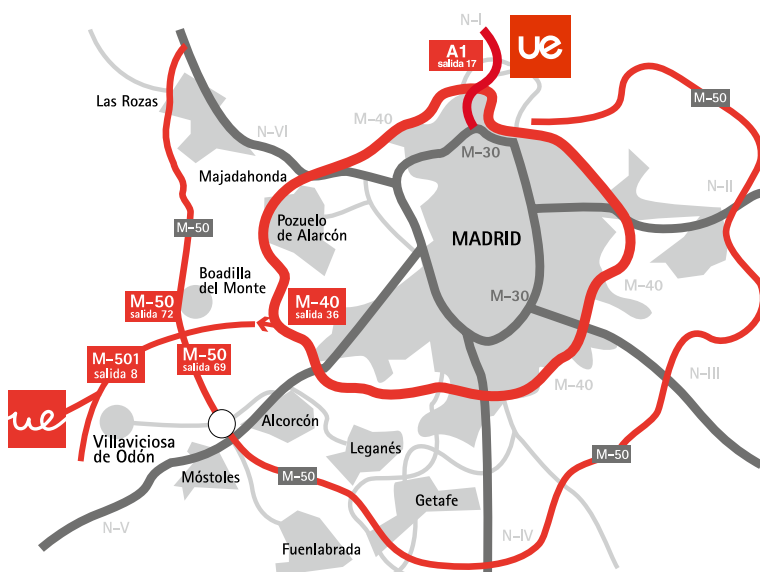 N-I
A1
salida 17
ue
Las Rozas
M-50
M-40
N-VI
M-30
Majadahonda
N-II
M-50
Pozuelo
de Alarcón
MADRID
Boadilla
del Monte
M-40
M-50
salida 72
M-40
salida 36
M-30
M-501
salida 8
M-50
salida 69
N-III
M-40
ue
Villaviciosa
de Odón
Alcorcón
Leganés
M-50
Móstoles
M-50
Getafe
N-V
N-IV
Fuenlabrada